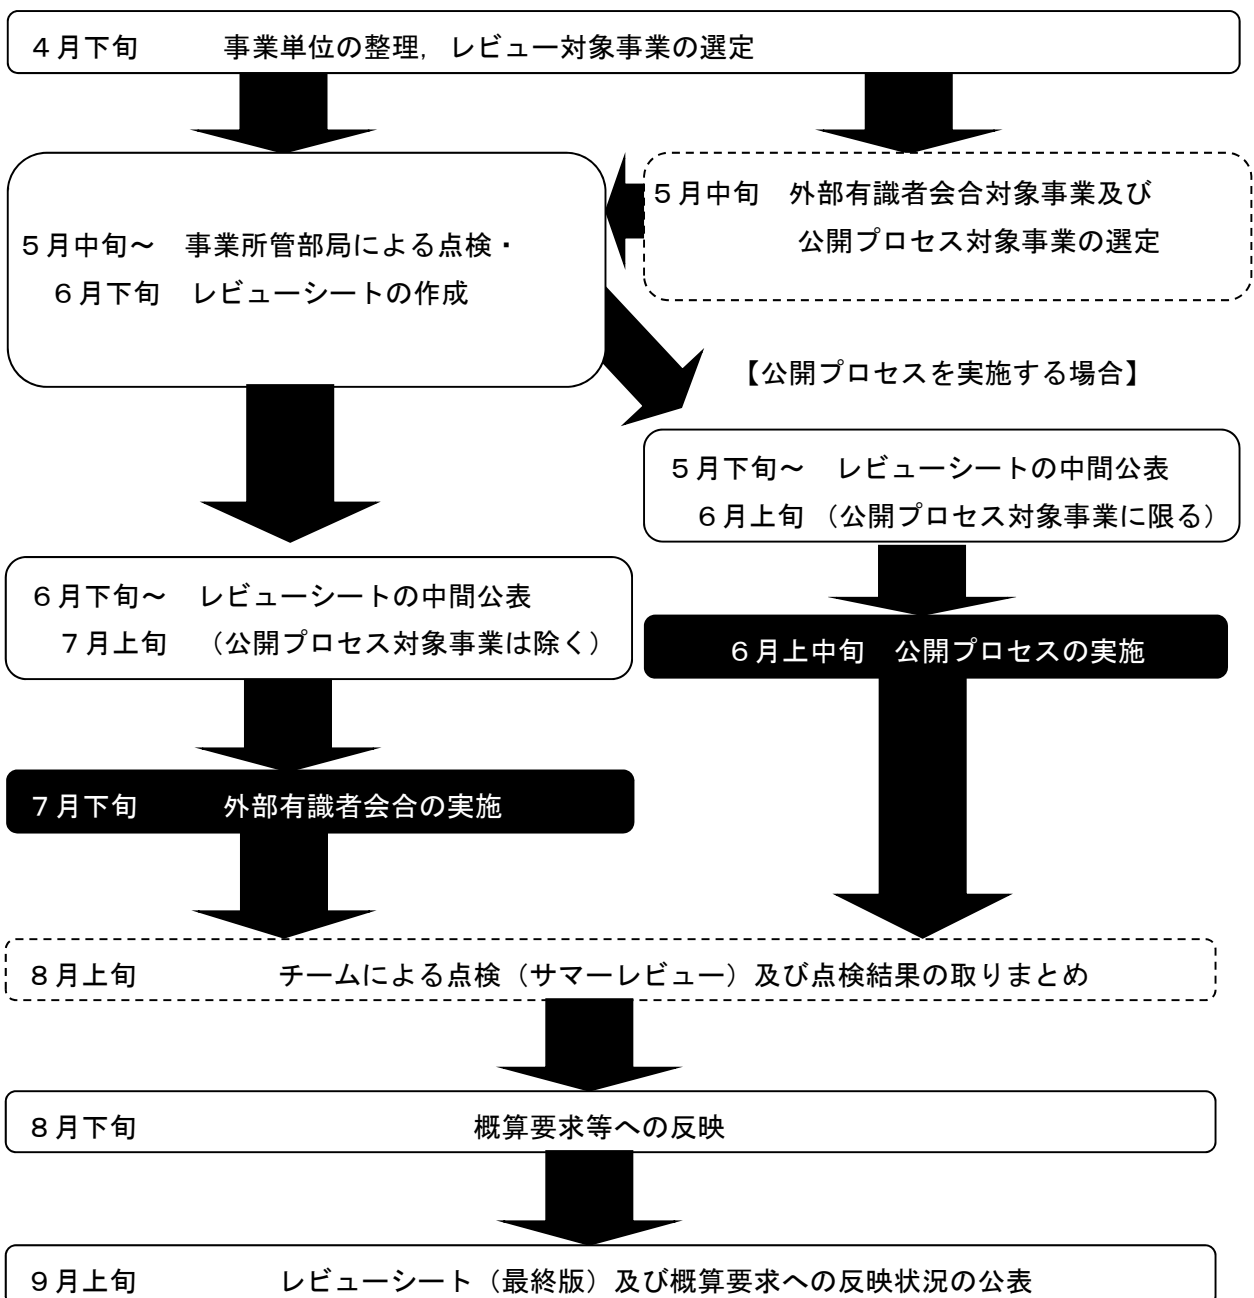 ４月下旬　　　事業単位の整理，レビュー対象事業の選定
５月中旬　外部有識者会合対象事業及び
公開プロセス対象事業の選定
５月中旬～　事業所管部局による点検・
６月下旬　レビューシートの作成
【公開プロセスを実施する場合】
５月下旬～　レビューシートの中間公表
６月上旬　（公開プロセス対象事業に限る）
６月下旬～　レビューシートの中間公表
７月上旬　（公開プロセス対象事業は除く）
６月上中旬　公開プロセスの実施
７月下旬　　　外部有識者会合の実施
８月上旬　　　　　チームによる点検（サマーレビュー）及び点検結果の取りまとめ
８月下旬　　　　　　　　　　　　概算要求等への反映
９月上旬　　　　　レビューシート（最終版）及び概算要求への反映状況の公表